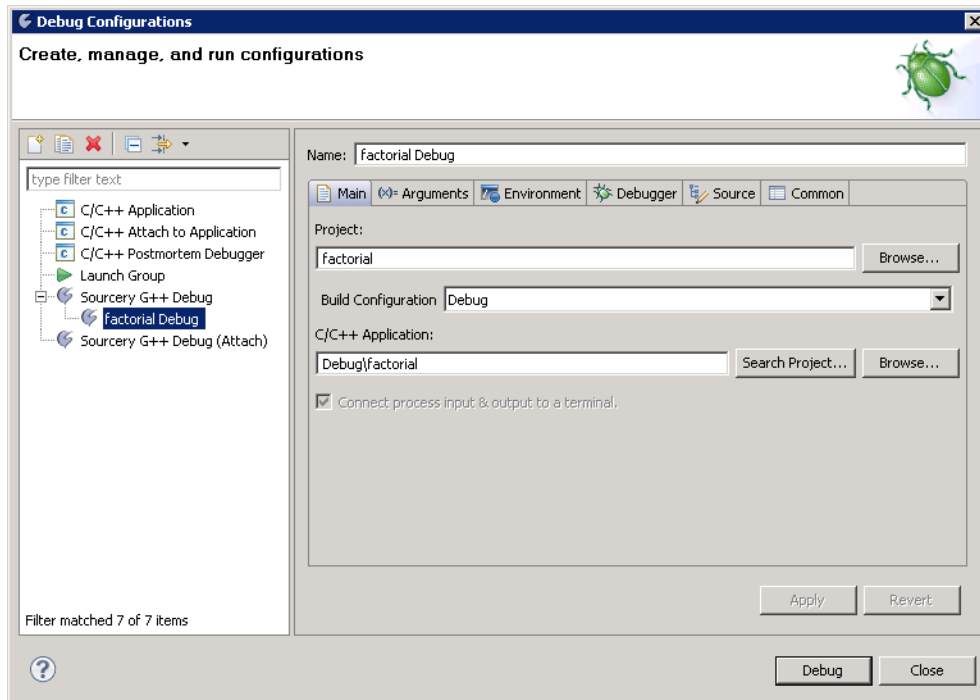 Debug Configurations
Create, manage, and run configurations
type filter text
C/C++ Application
C/C++ Attach to Application
C/C++ Postmortem Debugger
Launch Group
Sourcery G++ Debug
factorial Debug
Sourcery G++ Debug (Attach)
Filter matched 7 of 7 items
Name: factorial Debug
Main (x)= Arguments Environment Debugger Source Common
Project:
factorial Browse...
Build Configuration Debug
C/C++ Application:
Debug\factorial Search Project... Browse...
Connect process input & output to a terminal.
Apply Revert
? Debug Close